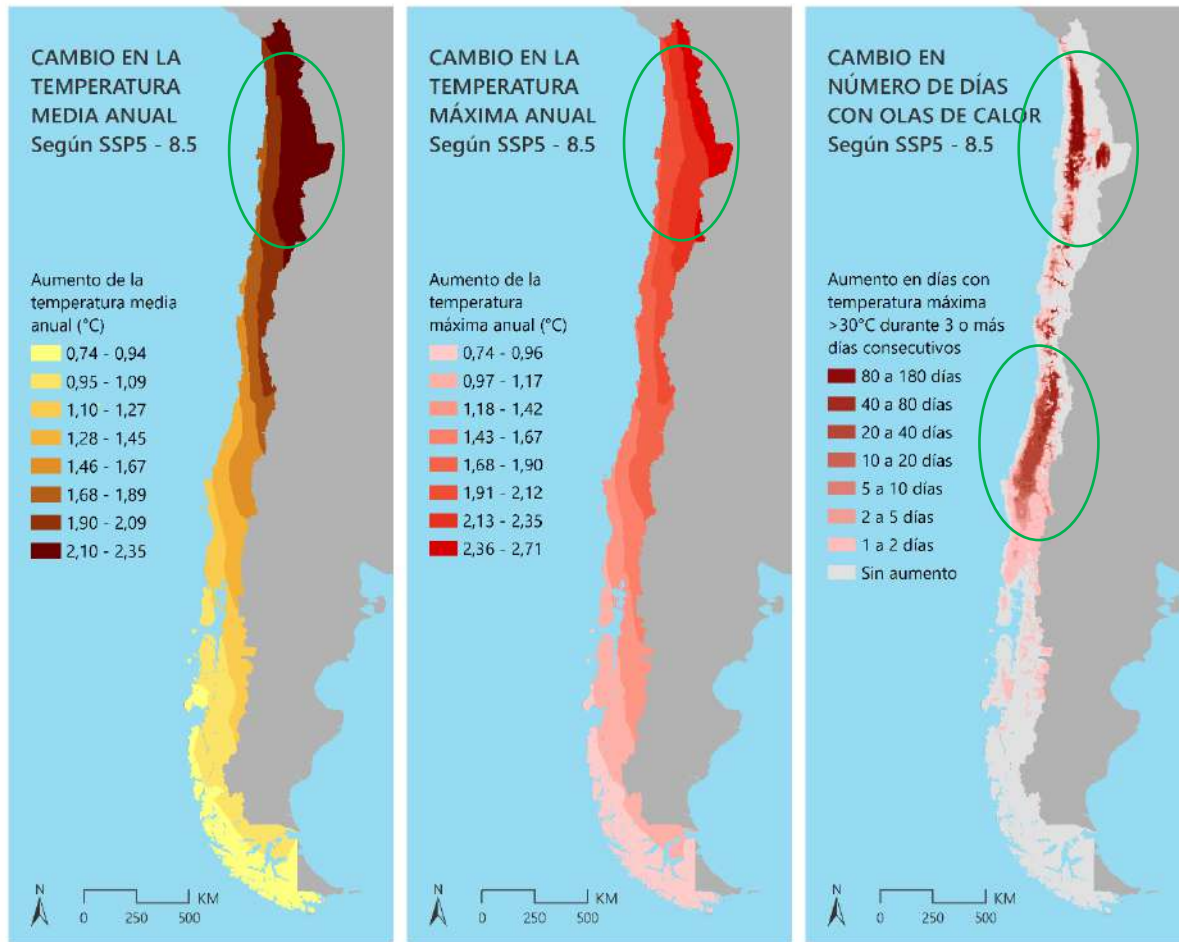 CAMBIO EN LA
TEMPERATURA
MEDIA ANUAL
Según SSP5 - 8.5
Aumento de la
temperatura media
anual (°C)
0,74 - 0,94
0,95 - 1,09
1,10 - 1,27
1,28 - 1,45
1,46 - 1,67
1,68 - 1,89
1,90 - 2,09
2,10 - 2,35
N
KM
0 250 500
CAMBIO EN LA
TEMPERATURA
MÁXIMA ANUAL
Según SSP5 - 8.5
Aumento de la
temperatura
máxima anual (°C)
0,74 - 0,96
0,97 - 1,17
1,18 - 1,42
1,43 - 1,67
1,68 - 1,90
1,91 - 2,12
2,13 - 2,35
2,36 - 2,71
N
KM
0 250 500
CAMBIO EN
NÚMERO DE DÍAS
CON OLAS DE CALOR
Según SSP5 - 8.5
Aumento en días con
temperatura máxima
>30°C durante 3 o más
días consecutivos
80 a 180 días
40 a 80 días
20 a 40 días
10 a 20 días
5 a 10 días
2 a 5 días
1 a 2 días
Sin aumento
N
KM
0 250 500